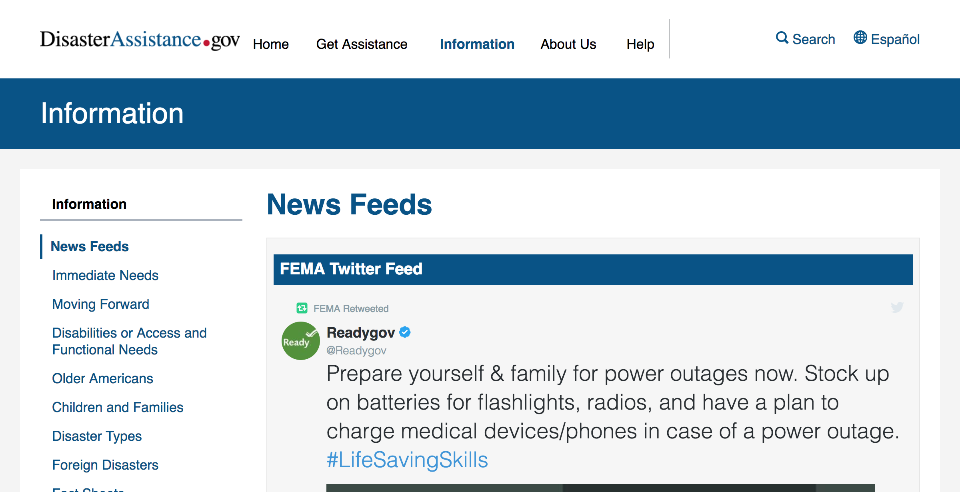 DisasterAssistance.gov Home Get Assistance Information About Us Help Search Español
Information
Information
News Feeds
Immediate Needs
Moving Forward
Disabilities or Access and
Functional Needs
Older Americans
Children and Families
Disaster Types
Foreign Disasters
Fact Sheets
News Feeds
FEMA Twitter Feed
FEMA Retweeted
Ready
Readygov
@Readygov
Prepare yourself & family for power outages now. Stock up
on batteries for flashlights, radios, and have a plan to
charge medical devices/phones in case of a power outage.
#LifeSavingSkills